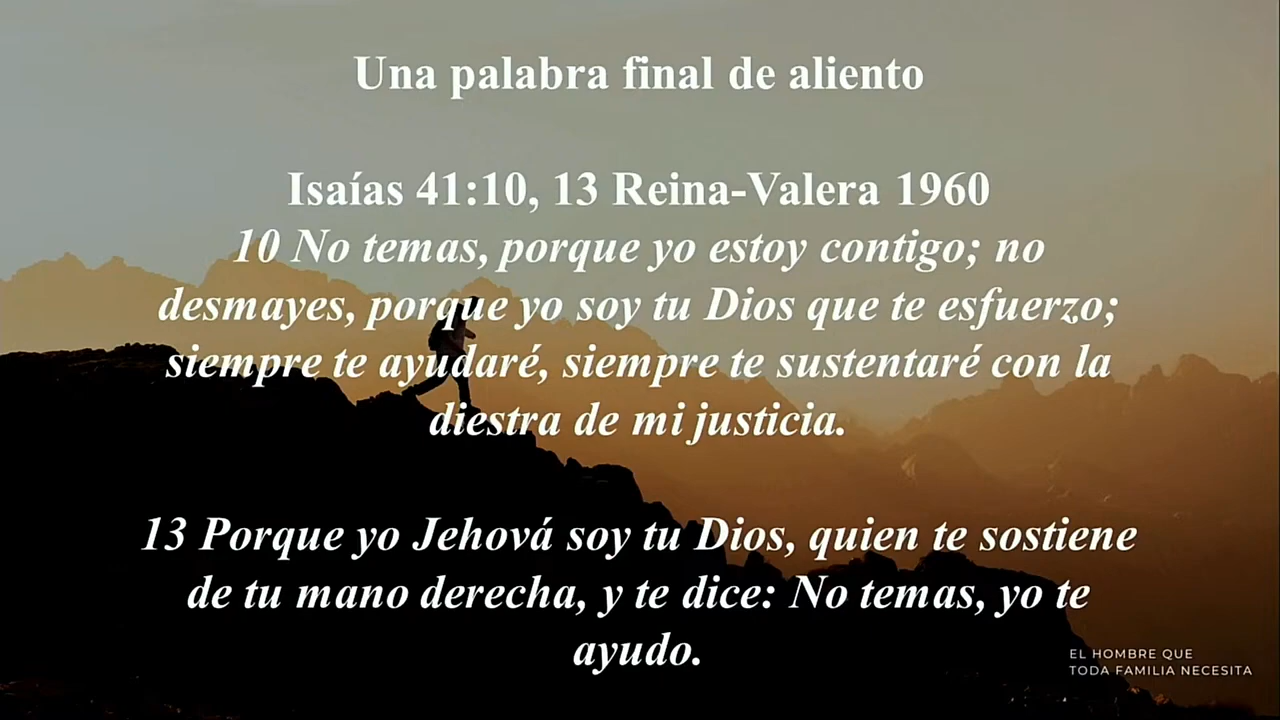 Una palabra final de aliento
Isaías 41:10, 13 Reina-Valera 1960
10 No temas, porque yo estoy contigo; no
desmayes, porque yo soy tu Dios que te esfuerzo;
siempre te ayudaré, siempre te sustentaré con la
diestra de mi justicia.
13 Porque yo Jehová soy tu Dios, quien te sostiene
de tu mano derecha, y te dice: No temas, yo te
ayudo.
EL HOMBRE QUE
TODA FAMILIA NECESITA